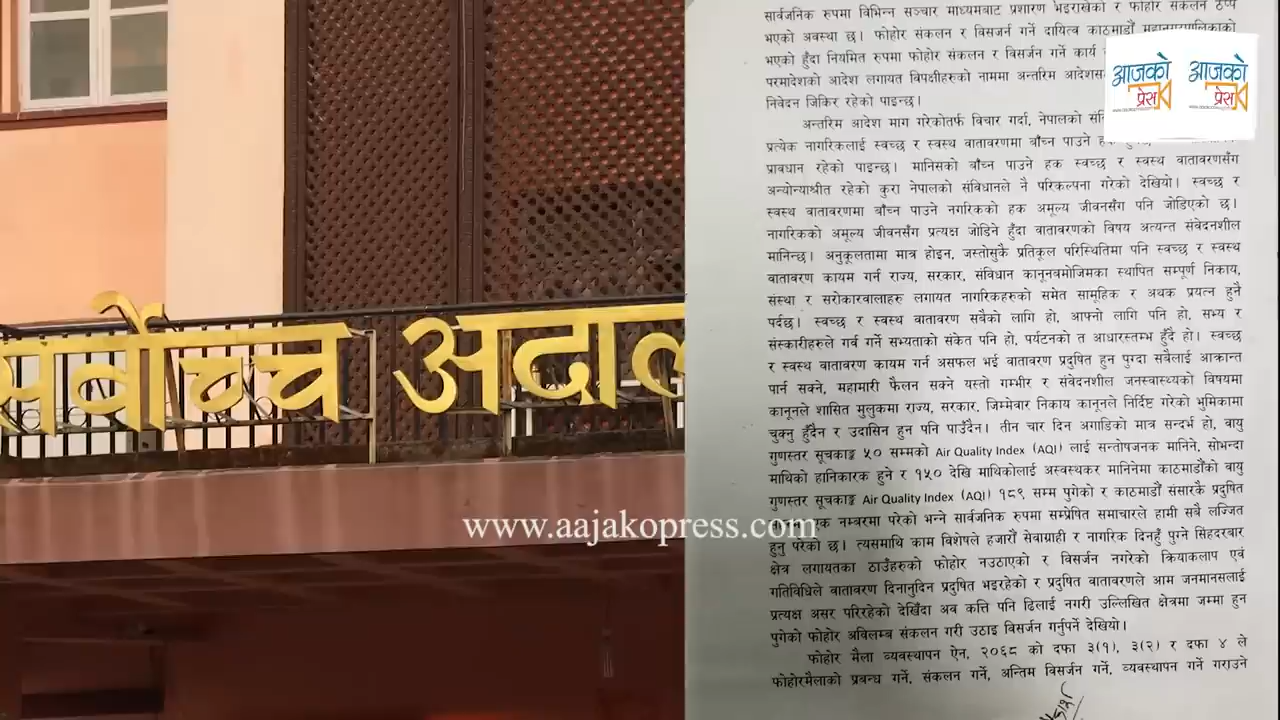 सर्वोच्च अदाल
www.aajakopress.com
आजको
प्रेस
आजको
प्रेस
सार्वजनिक रुपमा विभिन्न सञ्चार माध्यमबाट प्रशारण भइराखेको र फोहोर संकलन ठप्प
भएको अवस्था छ। फोहोर संकलन र विसजर्न गर्ने दायित्व काठमाडौं महानगरपालिकाको
भएको हुँदा नियमित रुपमा फोहोर संकलन र विसर्जन गर्ने कार्य
परमादेशको आदेश लगायत विपक्षीहरुको नाममा अन्तरिम आदेशस
निवेदन जिकिर रहेको पाइन्छ।
अन्तरिम आदेश माग गरेकोतर्फ विचार गर्दा, नेपालको
प्रत्येक नागरिकलाई स्वच्छ र स्वस्थ वातावरणमा बाँच्न पाउने हक
प्रावधान रहेको पाइन्छ। मानिसको बाँच्न पाउने हक स्वच्छ र स्वस्थ वातावरणसँग
अन्योन्याश्रीत रहेको कुरा नेपालको संविधानले नै परिकल्पना गरेको देखियो। स्वच्छ र
स्वस्थ वातावरणमा बाँच्न पाउने नगरिकको हक अमूल्य जीवनसँग पनि जोडिएको छ।
नागरिकको अमूल्य जीवनसँग प्रत्यक्ष जोडिने हुँदा वातावरणको विषय अत्यन्त संवेदनशील
मानिन्छ। अनुकूलतामा मात्र होइन, जस्तोसुकै प्रतिकूल परिस्थितिमा पनि स्वच्छ र स्वस्थ
वातावरण कायम गर्न राज्य, सरकार, संविधान कानूनबमोजिमका स्थापित सम्पूर्ण निकाय,
संस्था र सरोकारवालाहरु लगायत नागरिकहरुको समेत सामूहिक र अथक प्रयत्न हुनै
पर्दछ। स्वच्छ र स्वस्थ वातावरण सबैको लागि हो, आफ्नो लागि पनि हो, सभ्य र
संस्कारीहरुले गर्व गर्ने सभ्यताको संकेत पनि हो, पर्यटनको त आधारस्तम्भ हुँदै हो। स्वच्छ
र स्वस्थ वातावरण कायम गर्न असफल भई वातावरण प्रदुषित हुन पुग्दा सबैलाई आक्रान्त
पार्न सक्ने, महामारी फैलन सक्ने यस्तो गम्भीर र संवेदनशील जनस्वास्थ्यको विषयमा
कानूनले शासित मुलुकमा राज्य, सरकार, जिम्मेवार निकाय कानूनले निर्दिष्ट गरेको भुमिकामा
चुक्नु हुँदैन र उदासिन हुन पनि पाउँदैन। तीन चार दिन अगाडिको मात्र सन्दर्भ हो, वायु
गुणस्तर सूचकाङ्क ५० सम्मको Air Quality Index (AQI) लाई सन्तोषजनक मानिने, सोभन्दा
माथिको हानिकारक हुने र १५० देखि माथिकोलाई अस्वस्थकर मानिनेमा काठमाडौंको वायु
गुणस्तर सूचकाङ्क Air Quality Index (AQI) १८९ सम्म पुगेको र काठमाडौं संसारकै प्रदुषित
एक नम्बरमा परेको भन्ने सार्वजनिक रुपमा सम्प्रेषित समाचारले हामी सबै लज्जित
हुनु परेको छ। त्यसमाथि काम विशेषले हजारौं सेवाग्राही र नागरिक दिनहुँ पुग्ने सिंहदरबार
क्षेत्र लगायतका ठाउँहरुको फोहोर नउठाएको र विसर्जन नगरेको क्रियाकलाप एवं
गतिविधिले वातावरण दिनानुदिन प्रदुषित भइरहेको र प्रदुषित वातावरणले आम जनमानसलाई
प्रत्यक्ष असर परिरहेको देखिँदा अब कत्ति पनि ढिलाई नगरी उल्लिखित क्षेत्रमा जम्मा हुन
पुगेको फोहोर अविलम्ब संकलन गरी उठाइ विसर्जन गर्नुपर्ने देखियो।
फोहोर मैला व्यवस्थापन ऐन, २०६८ को दफा ३(१), ३(२) र दफा ४ ले
फोहोरमैलाको प्रबन्ध गर्ने, संकलन गर्ने, अन्तिम विसर्जन गर्ने, व्यवस्थापन गर्ने गराउने